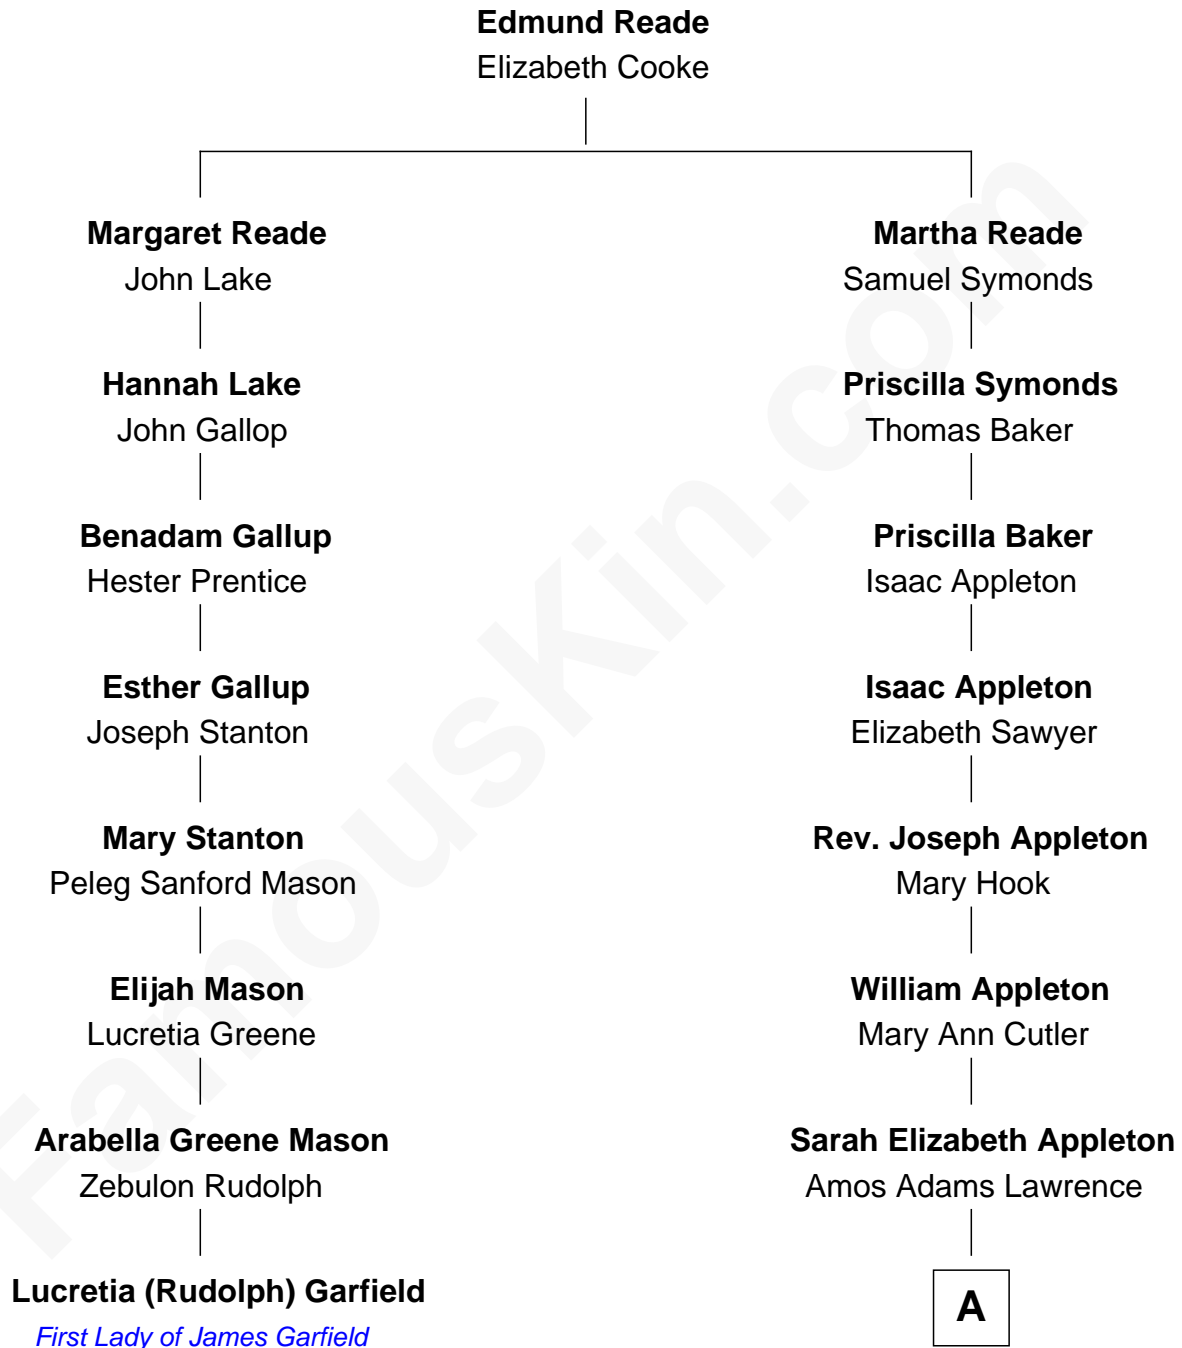 Edmund Reade
Elizabeth Cooke
Margaret Reade
John Lake
Hannah Lake
John Gallop
Benadam Gallup
Hester Prentice
Esther Gallup
Joseph Stanton
Mary Stanton
Peleg Sanford Mason
Elijah Mason
Lucretia Greene
Arabella Greene Mason
Zebulon Rudolph
Lucretia (Rudolph) Garfield
First Lady of James Garfield
Martha Reade
Samuel Symonds
Priscilla Symonds
Thomas Baker
Priscilla Baker
Isaac Appleton
Isaac Appleton
Elizabeth Sawyer
Rev. Joseph Appleton
Mary Hook
William Appleton
Mary Ann Cutler
Sarah Elizabeth Appleton
Amos Adams Lawrence
A
FamousKin.com